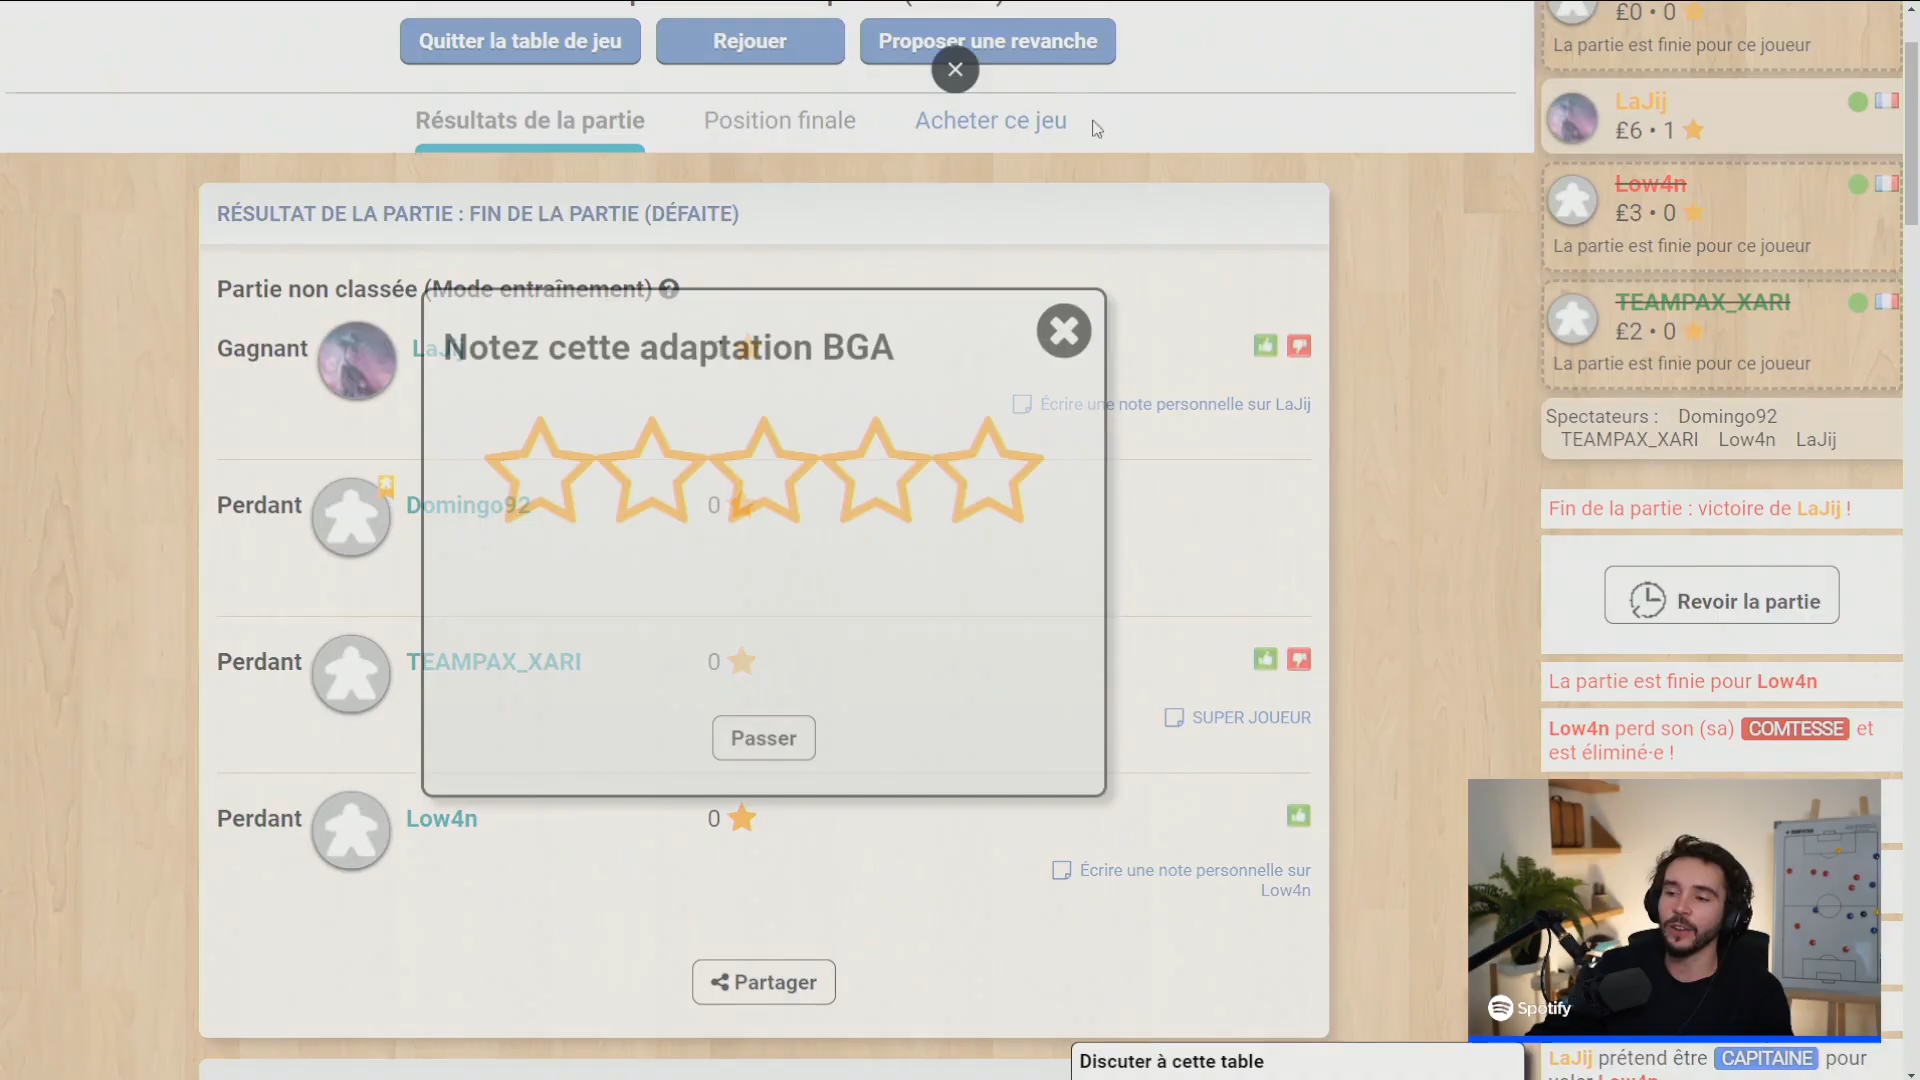 Quitter la table de jeu
Rejouer
Proposer une revanche
Résultats de la partie
Position finale
Acheter ce jeu
RÉSULTAT DE LA PARTIE : FIN DE LA PARTIE (DÉFAITE)
Partie non classée (Mode entraînement)
Notez cette adaptation BGA
Gagnant
Écrire une note personnelle sur LaJij
Perdant
Domingo92
0
Perdant
TEAMPAX_XARI
0
SUPER JOUEUR
Passer
Perdant
Low4n
0
Écrire une note personnelle sur
Low4n
Partager
Discuter à cette table
£0 • 0
La partie est finie pour ce joueur
LaJij
£6 • 1
Low4n
£3 • 0
La partie est finie pour ce joueur
TEAMPAX_XARI
£2 • 0
La partie est finie pour ce joueur
Spectateurs : Domingo92
TEAMPAX_XARI Low4n LaJij
Fin de la partie : victoire de LaJij !
Revoir la partie
La partie est finie pour Low4n
Low4n perd son (sa) COMTESSE et
est éliminé·e !
Spotify
LaJij prétend être CAPITAINE pour